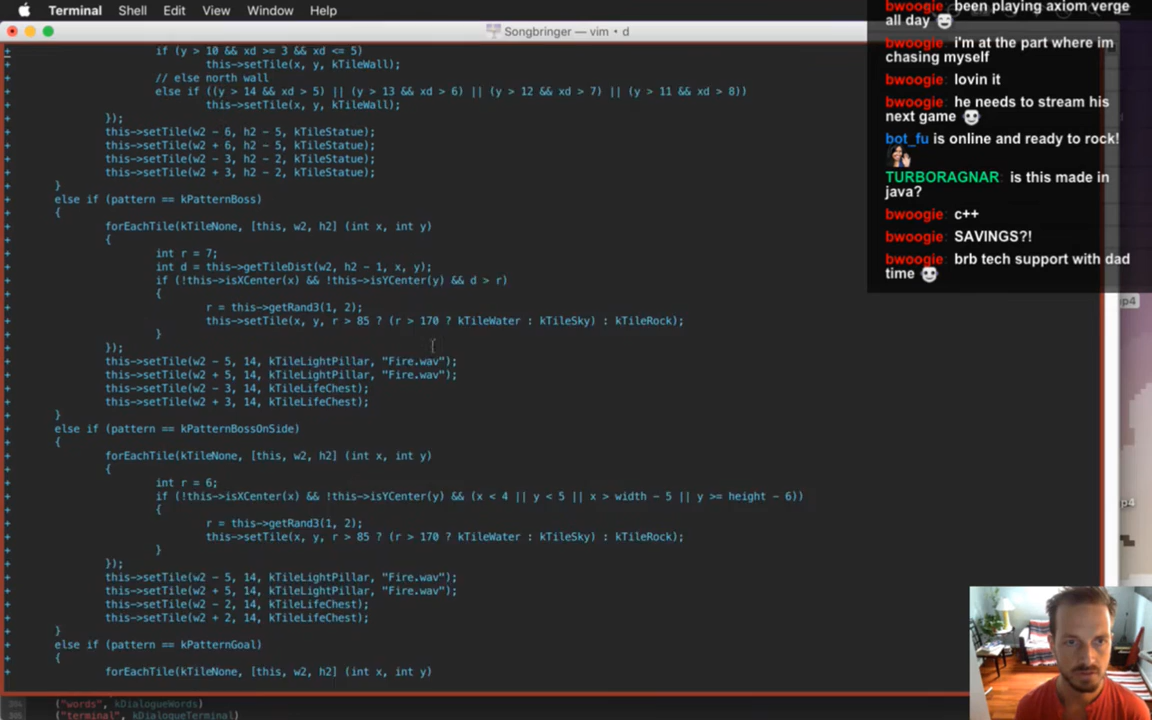 Terminal Shell Edit View Window Help
Songbringer — vim • d
+ if (y > 10 && xd >= 3 && xd <= 5)
+ this->setTile(x, y, kTileWall);
+ // else north wall
+ else if ((y > 14 && xd > 5) || (y > 13 && xd > 6) || (y > 12 && xd > 7) || (y > 11 && xd > 8))
+ this->setTile(x, y, kTileWall);
+ });
+ this->setTile(w2 - 6, h2 - 5, kTileStatue);
+ this->setTile(w2 + 6, h2 - 5, kTileStatue);
+ this->setTile(w2 - 3, h2 - 2, kTileStatue);
+ this->setTile(w2 + 3, h2 - 2, kTileStatue);
+ }
+ else if (pattern == kPatternBoss)
+ {
+ forEachTile(kTileNone, [this, w2, h2] (int x, int y)
+ {
+ int r = 7;
+ int d = this->getTileDist(w2, h2 - 1, x, y);
+ if (!this->isXCenter(x) && !this->isYCenter(y) && d > r)
+ {
+ r = this->getRand3(1, 2);
+ this->setTile(x, y, r > 85 ? (r > 170 ? kTileWater : kTileSky) : kTileRock);
+ }
+ });
+ this->setTile(w2 - 5, 14, kTileLightPillar, "Fire.wav");
+ this->setTile(w2 + 5, 14, kTileLightPillar, "Fire.wav");
+ this->setTile(w2 - 3, 14, kTileLifeChest);
+ this->setTile(w2 + 3, 14, kTileLifeChest);
+ }
+ else if (pattern == kPatternBossOnSide)
+ {
+ forEachTile(kTileNone, [this, w2, h2] (int x, int y)
+ {
+ int r = 6;
+ if (!this->isXCenter(x) && !this->isYCenter(y) && (x < 4 || y < 5 || x > width - 5 || y >= height - 6))
+ {
+ r = this->getRand3(1, 2);
+ this->setTile(x, y, r > 85 ? (r > 170 ? kTileWater : kTileSky) : kTileRock);
+ }
+ });
+ this->setTile(w2 - 5, 14, kTileLightPillar, "Fire.wav");
+ this->setTile(w2 + 5, 14, kTileLightPillar, "Fire.wav");
+ this->setTile(w2 - 2, 14, kTileLifeChest);
+ this->setTile(w2 + 2, 14, kTileLifeChest);
+ }
+ else if (pattern == kPatternGoal)
+ {
+ forEachTile(kTileNone, [this, w2, h2] (int x, int y)
("words", kDialogueWords)
305 ("terminal", kDialogueTerminal)
bwoogie: been playing axiom verge
all day
bwoogie: i'm at the part where im
chasing myself
bwoogie: lovin it
bwoogie: he needs to stream his
next game
bot_fu is online and ready to rock!
TURBORAGNAR: is this made in
java?
bwoogie: c++
bwoogie: SAVINGS?!
bwoogie: brb tech support with dad
time
p4
p4